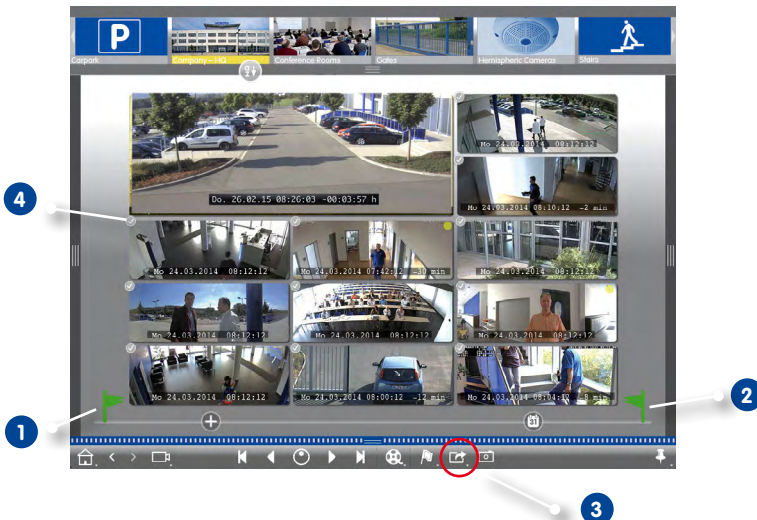 P
Carpark
Company – HQ
Conference Rooms
Gates
Hemispheric Cameras
Stairs
Mo 24.03.2014 08:12:12
Do. 26.02.15 08:26:03 -00:03:57 h
Mo 24.03.2014 08:10:12 -2 min
4
Mo 24.03.2014 08:12:12
Mo 24.03.2014 07:42:12 -30 min
Mo 24.03.2014 08:12:12
Mo 24.03.2014 08:12:12
Mo 24.03.2014 08:12:12
Mo 24.03.2014 08:12:12
Mo 24.03.2014 08:12:12
Mo 24.03.2014 08:00:12 -12 min
Mo 24.03.2014 08:04:12 -8 min
1
2
31
3